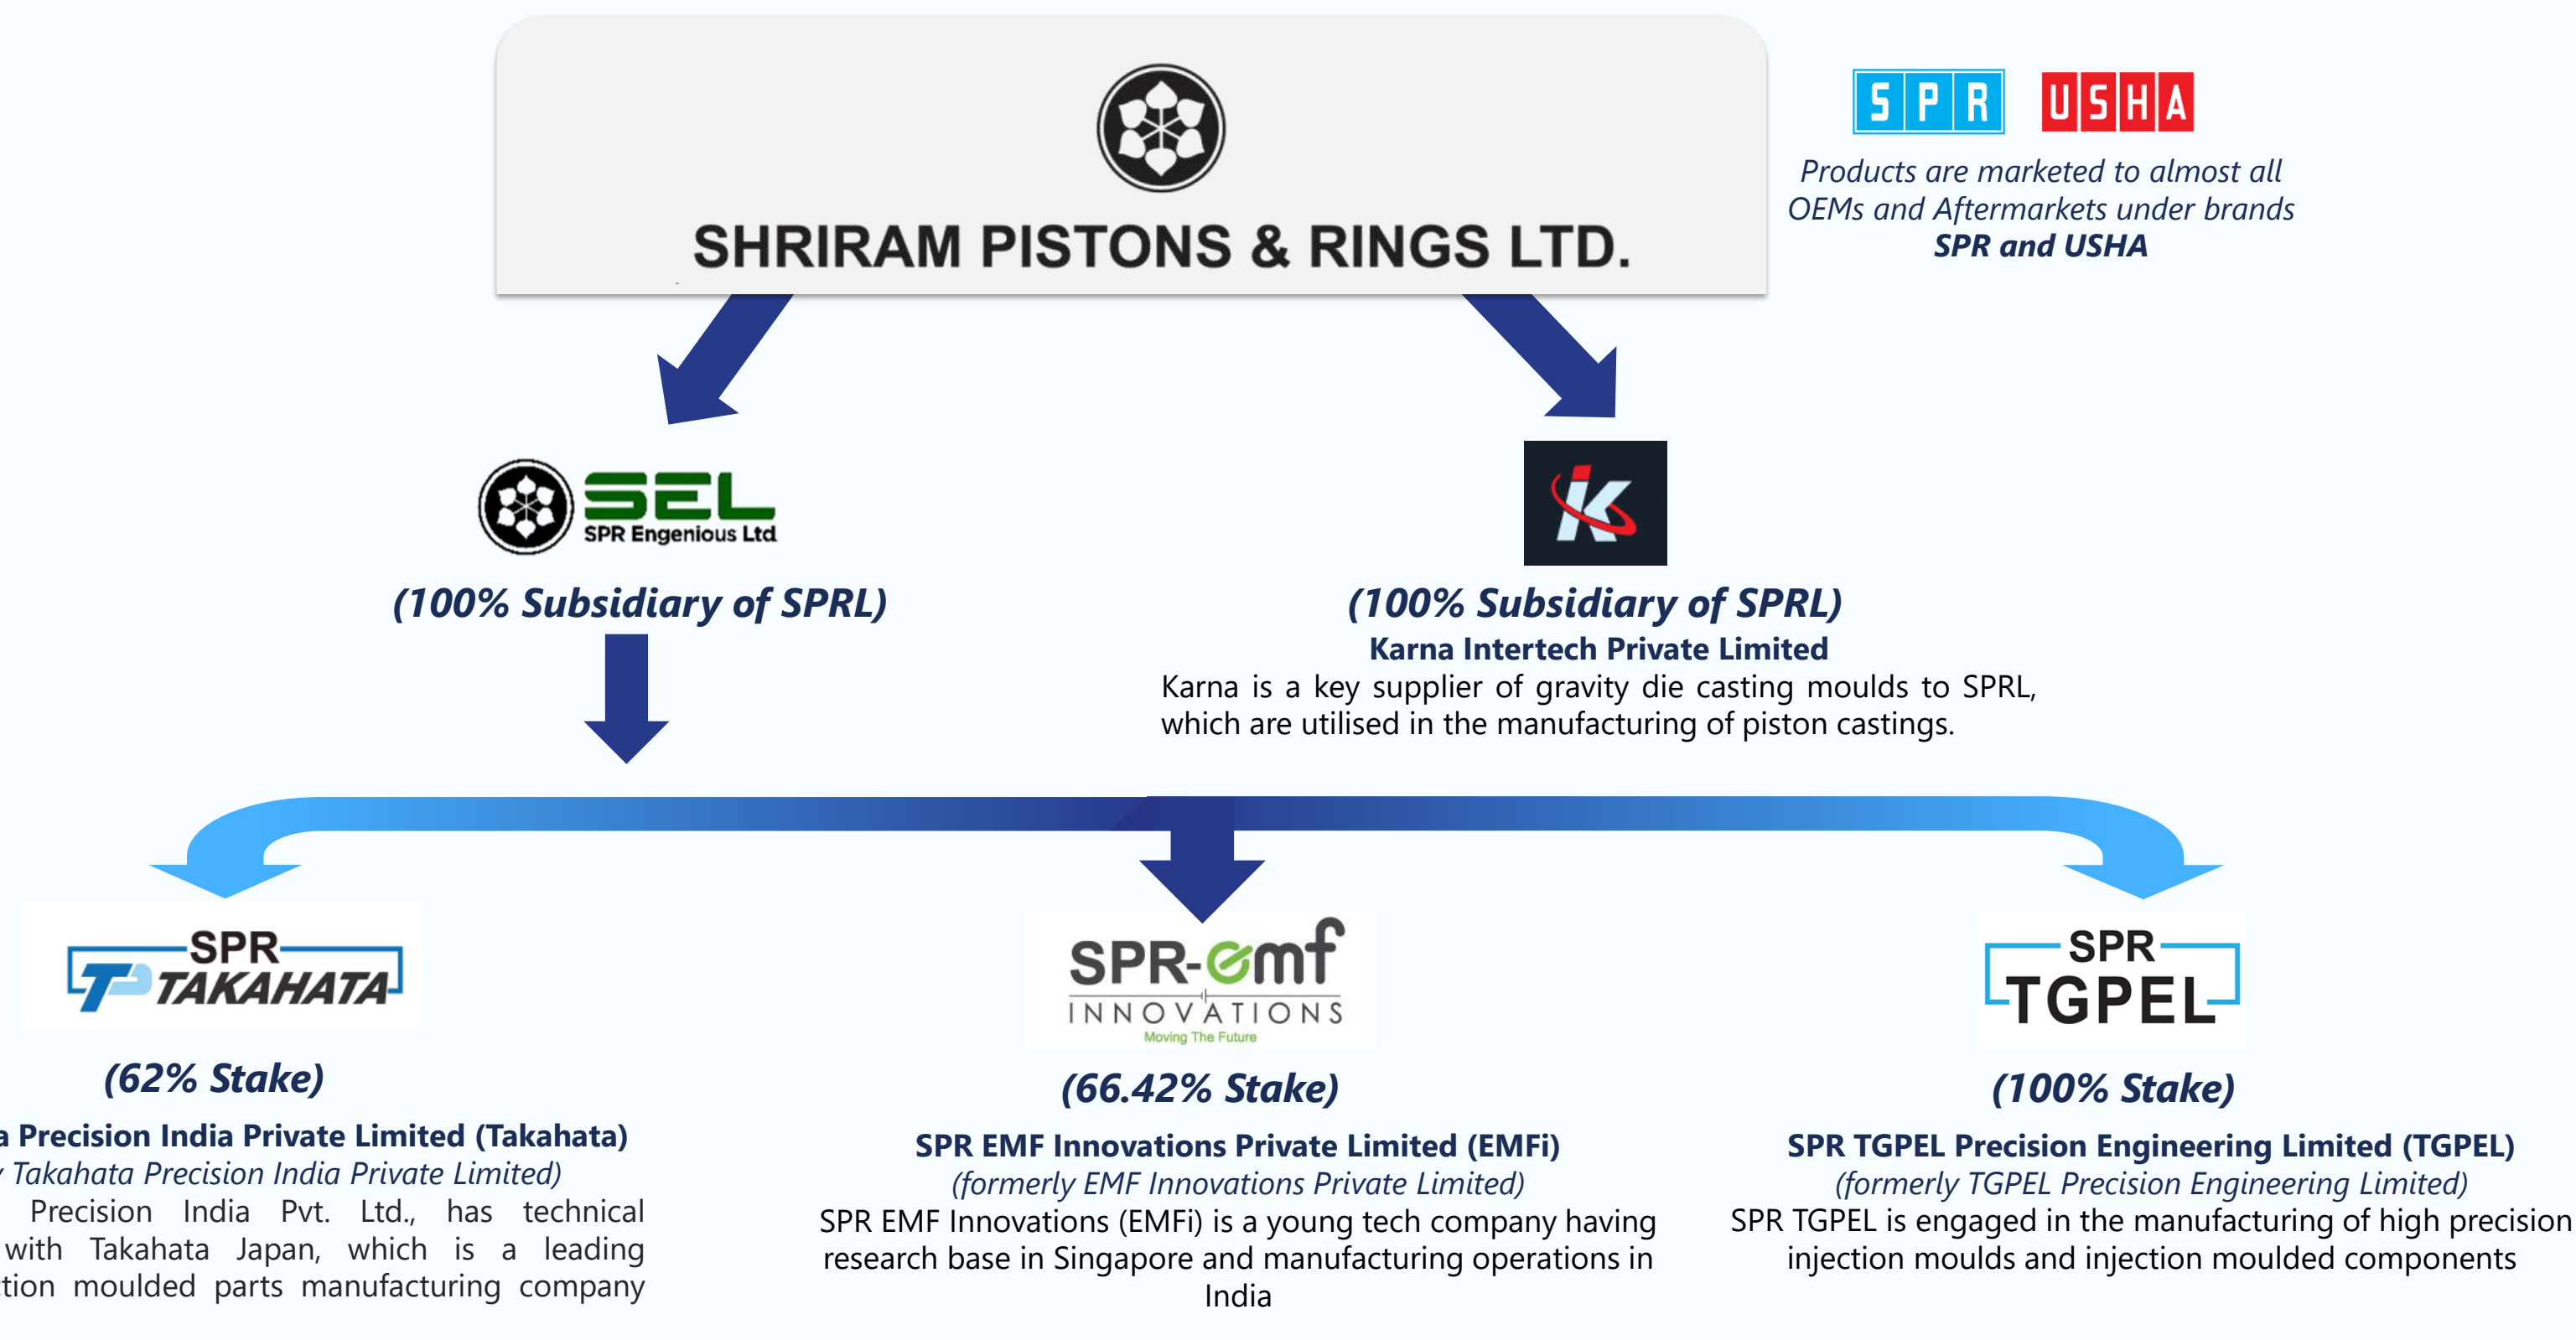 SHRIRAM PISTONS & RINGS LTD.
SPR USHA
Products are marketed to almost all
OEMs and Aftermarkets under brands
SPR and USHA
SEL
SPR Engenious Ltd
(100% Subsidiary of SPRL)
K
(100% Subsidiary of SPRL)
Karna Intertech Private Limited
Karna is a key supplier of gravity die casting moulds to SPRL,
which are utilised in the manufacturing of piston castings.
SPR
TAKAHATA
(62% Stake)
a Precision India Private Limited (Takahata)
Takahata Precision India Private Limited)
Precision India Pvt. Ltd., has technical
with Takahata Japan, which is a leading
tion moulded parts manufacturing company
SPR-emf
INNOVATIONS
Moving The Future
(66.42% Stake)
SPR EMF Innovations Private Limited (EMFi)
(formerly EMF Innovations Private Limited)
SPR EMF Innovations (EMFi) is a young tech company having
research base in Singapore and manufacturing operations in
India
SPR
TGPEL
(100% Stake)
SPR TGPEL Precision Engineering Limited (TGPEL)
(formerly TGPEL Precision Engineering Limited)
SPR TGPEL is engaged in the manufacturing of high precision
injection moulds and injection moulded components